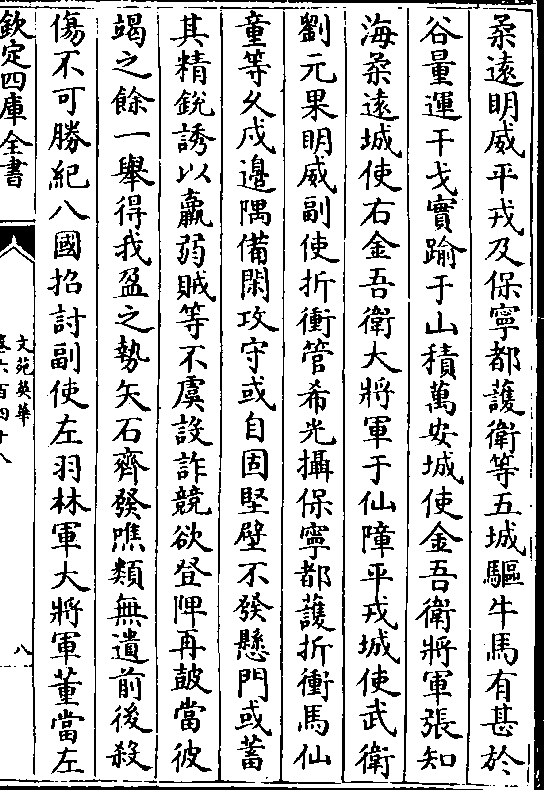 柔逺明威平戎及保寧都䕶衛等五城驅牛馬有甚於
谷量運干戈實踰于山積萬安城使金吾衛將軍張知
海柔逺城使右金吾衛大將軍于仙障平戎城使武衛
劉元果明威副使折衝管希光攝保寧都䕶折衝馬仙
童等乆戍邉隅備閑攻守或自固堅壁不發懸門或蓄
其精鋭誘以羸弱賊等不虞設詐競欲登陴再鼓當彼
竭之餘一舉得我盈之勢矢石齊發噍類無遺前後殺
傷不可勝紀八國招討副使左羽林軍大將軍董當左
欽定四庫全書
文苑英華
卷六百四十八
八